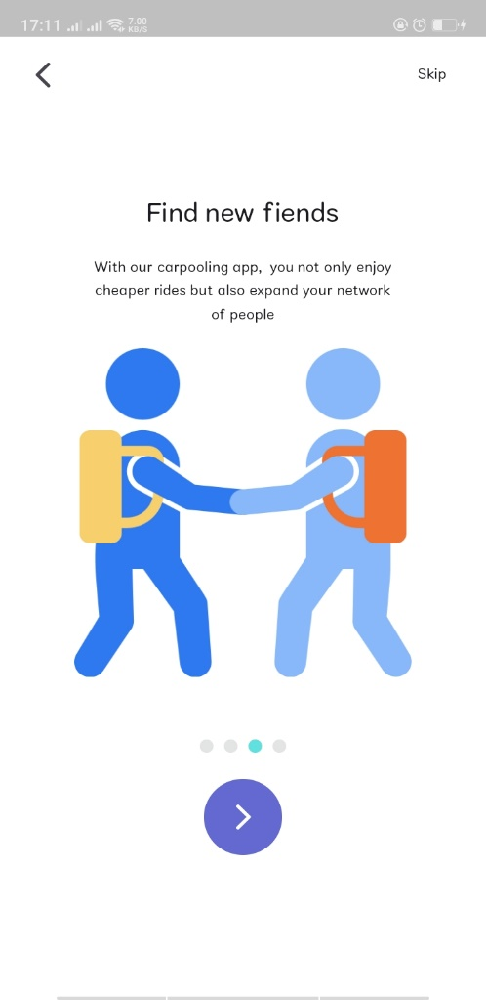 17:11 7.00 KB/S
Skip
Find new fiends
With our carpooling app, you not only enjoy
cheaper rides but also expand your network
of people